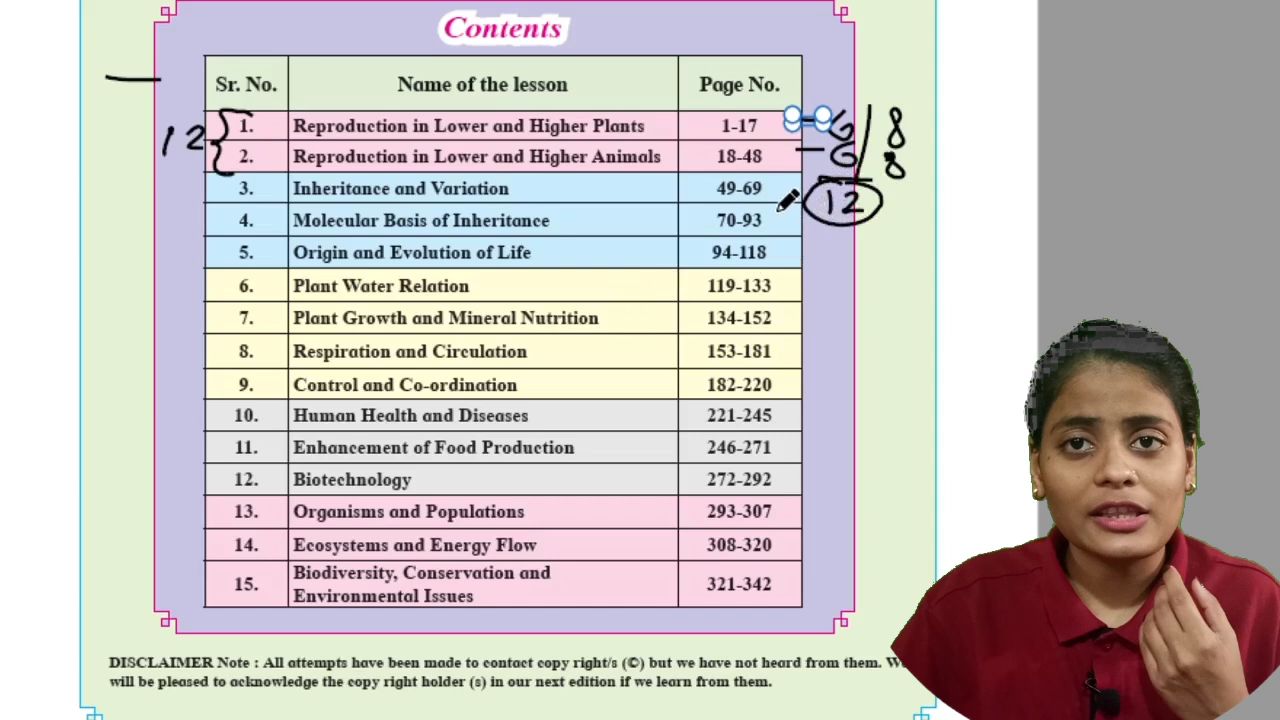 Contents
Sr. No. Name of the lesson Page No.
1. Reproduction in Lower and Higher Plants 1-17 6 8
12
2. Reproduction in Lower and Higher Animals 18-48 6 8
3. Inheritance and Variation 49-69 12
4. Molecular Basis of Inheritance 70-93
5. Origin and Evolution of Life 94-118
6. Plant Water Relation 119-133
7. Plant Growth and Mineral Nutrition 134-152
8. Respiration and Circulation 153-181
9. Control and Co-ordination 182-220
10. Human Health and Diseases 221-245
11. Enhancement of Food Production 246-271
12. Biotechnology 272-292
13. Organisms and Populations 293-307
14. Ecosystems and Energy Flow 308-320
15. Biodiversity, Conservation and
Environmental Issues 321-342
DISCLAIMER Note : All attempts have been made to contact copy right/s (©) but we have not heard from them. We
will be pleased to acknowledge the copy right holder (s) in our next edition if we learn from them.